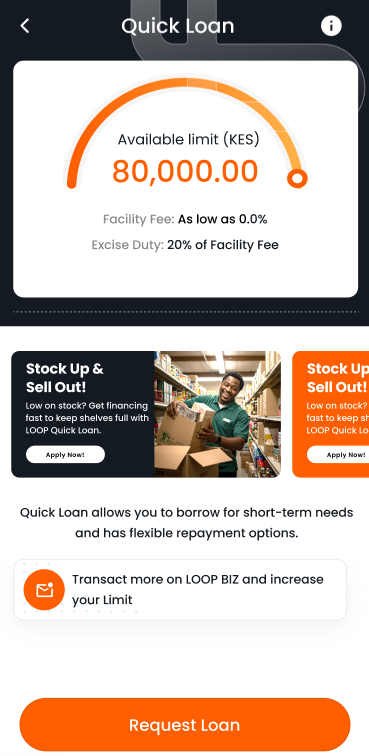 Quick Loan
Available limit (KES)
80,000.00
Facility Fee: As low as 0.0%
Excise Duty: 20% of Facility Fee
Stock Up &
Sell Out!
Low on stock? Get financing
fast to keep shelves full with
LOOP Quick Loan.
Apply Now!
Stock Up
Sell Out!
Low on stock?
fast to keep sh
LOOP Quick Lo
Apply Now!
Quick Loan allows you to borrow for short-term needs
and has flexible repayment options.
Transact more on LOOP BIZ and increase
your Limit
Request Loan